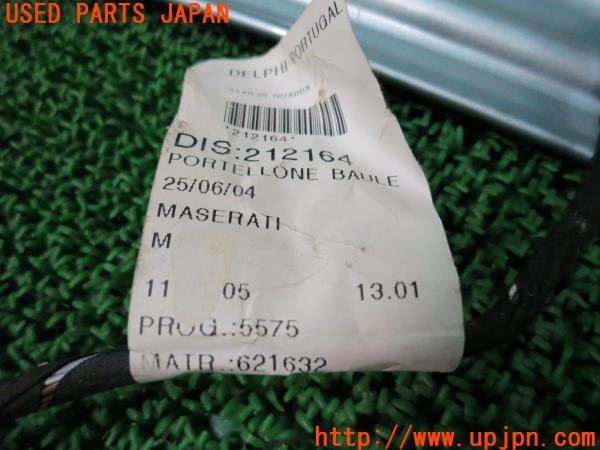 USED PARTS JAPAN
DELPHI PORTUGAL
*212164*
DIS:212164
PORTELLONE BAULE
25/06/04
MASERATI
M
11 05 13.01
PROG.:5575
MATR.:621632
http://www.upjpn.com